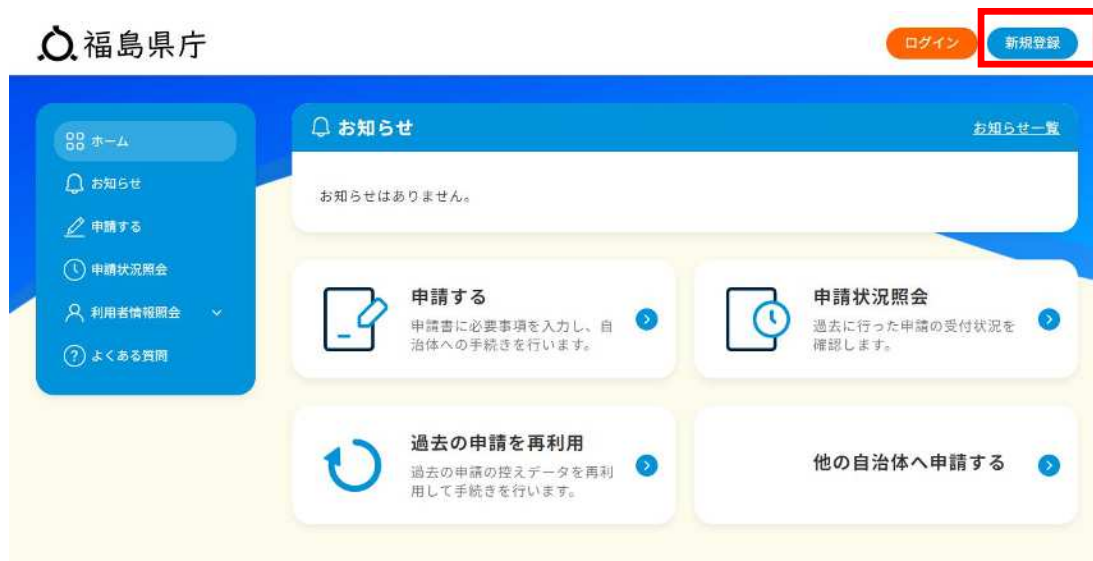 福島県庁
ログイン
新規登録
ホーム
お知らせ
申請する
申請状況照会
利用者情報照会
よくある質問
お知らせ
お知らせ一覧
お知らせはありません。
申請する
申請書に必要事項を入力し、自
治体への手続きを行います。
申請状況照会
過去に行った申請の受付状況を
確認します。
過去の申請を再利用
過去の申請の控えデータを再利
用して手続きを行います。
他の自治体へ申請する